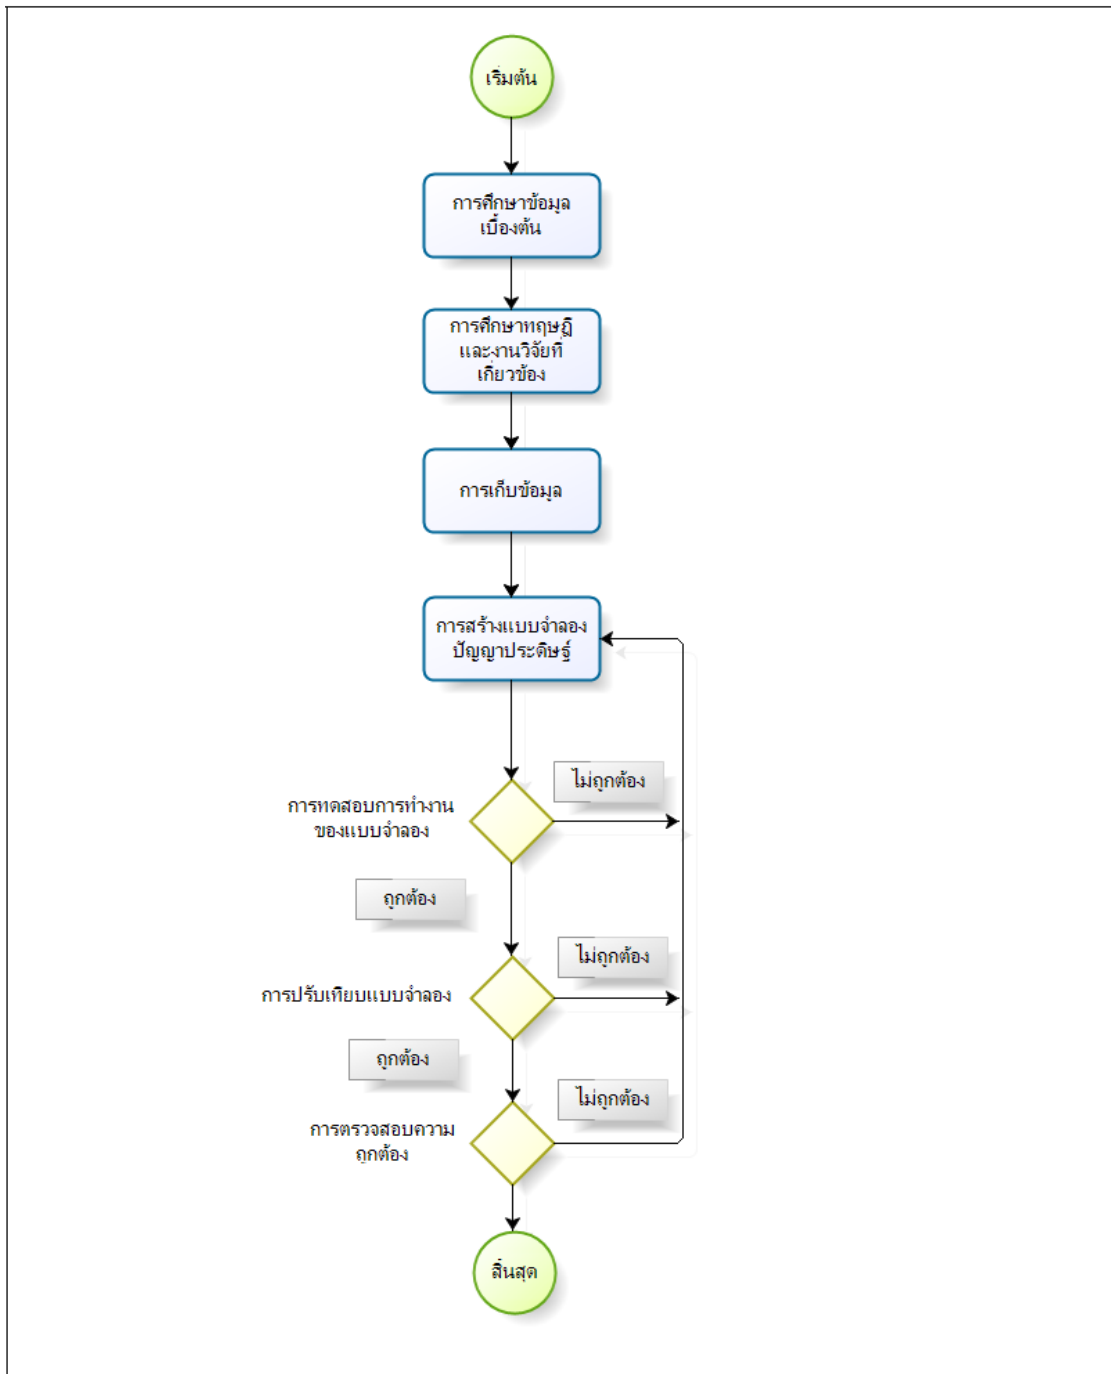 เริ่มต้น
การศึกษาข้อมูล
เบื้องต้น
การศึกษาทฤษฎี
และงานวิจัยที่
เกี่ยวข้อง
การเก็บข้อมูล
การสร้างแบบจำลอง
ปัญญาประดิษฐ์
ไม่ถูกต้อง
การทดสอบการทำงาน
ของแบบจำลอง
ถูกต้อง
ไม่ถูกต้อง
การปรับเทียบแบบจำลอง
ถูกต้อง
ไม่ถูกต้อง
การตรวจสอบความ
ถูกต้อง
สิ้นสุด